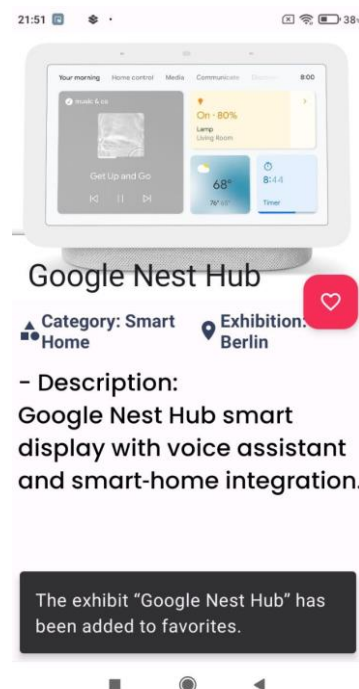 21:51
38
Your morning Home control Media Communicate Discover 8:00
music & co
Get Up and Go
On · 80%
Lamp
Living Room
68°
8:44
Timer
Google Nest Hub
Category: Smart
Home
Exhibition:
Berlin
- Description:
Google Nest Hub smart
display with voice assistant
and smart-home integration.
The exhibit “Google Nest Hub” has
been added to favorites.